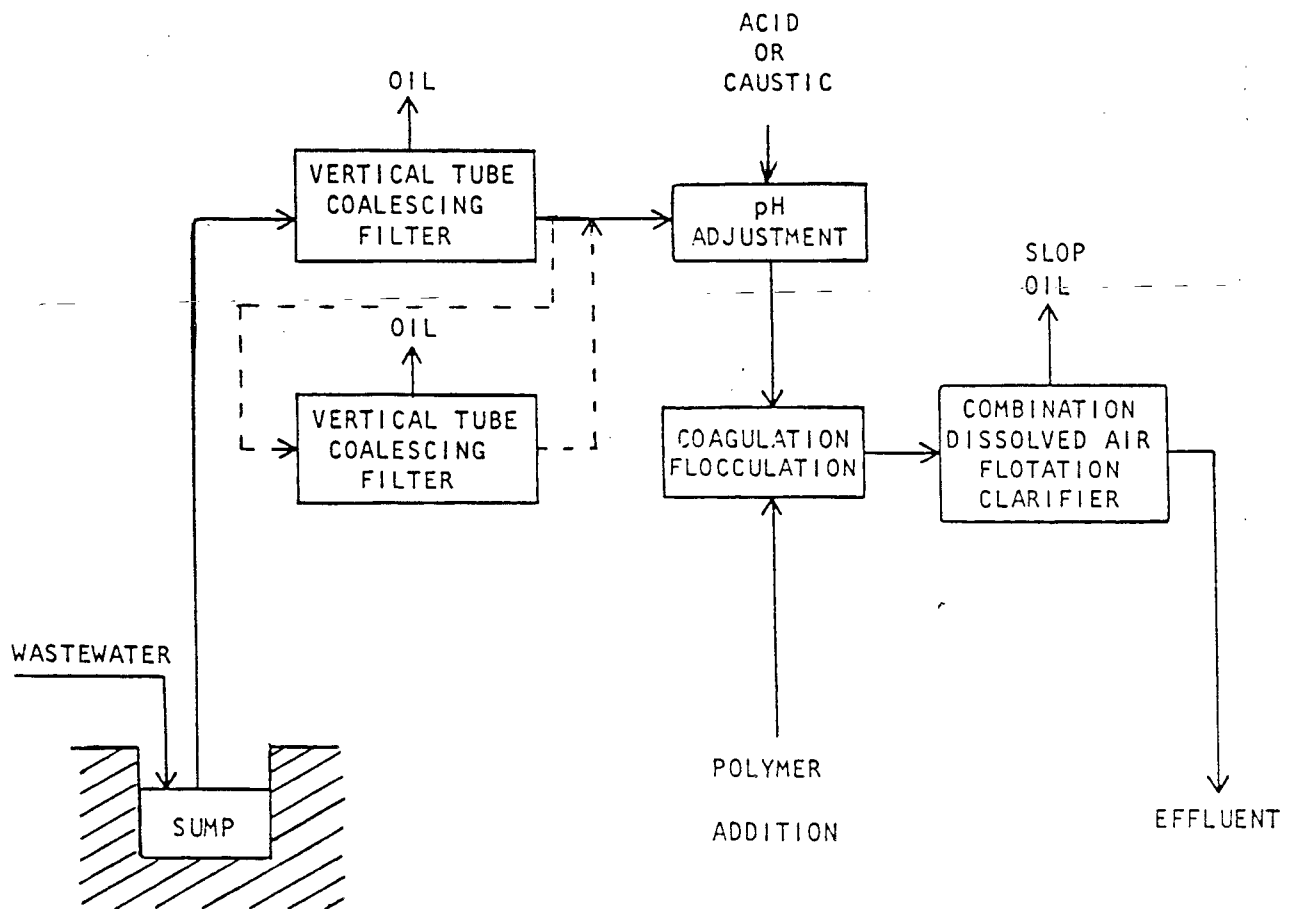 ACID
OR
CAUSTIC
OIL
VERTICAL TUBE
COALESCING
FILTER
pH
ADJUSTMENT
SLOP
OIL
OIL
VERTICAL TUBE
COALESCING
FILTER
COAGULATION
FLOCCULATION
COMBINATION
DISSOLVED AIR
FLOTATION
CLARIFIER
WASTEWATER
SUMP
POLYMER
ADDITION
EFFLUENT